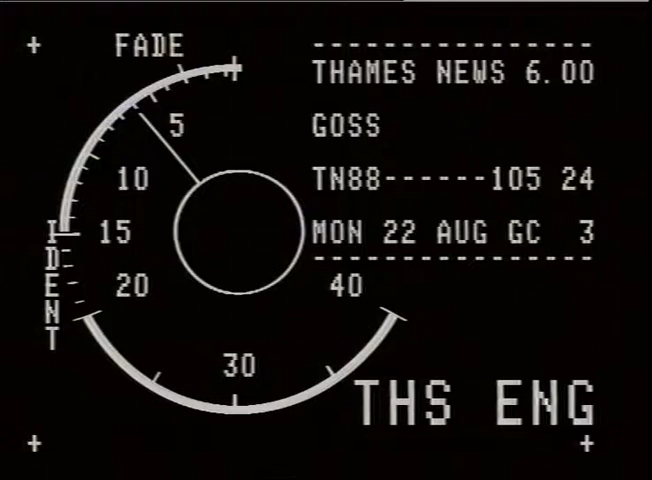 FADE
------------------
THAMES NEWS 6.00
GOSS
TN88------105 24
MON 22 AUG GC 3
------------------
5
10
15
20
30
40
IDENT
THS ENG